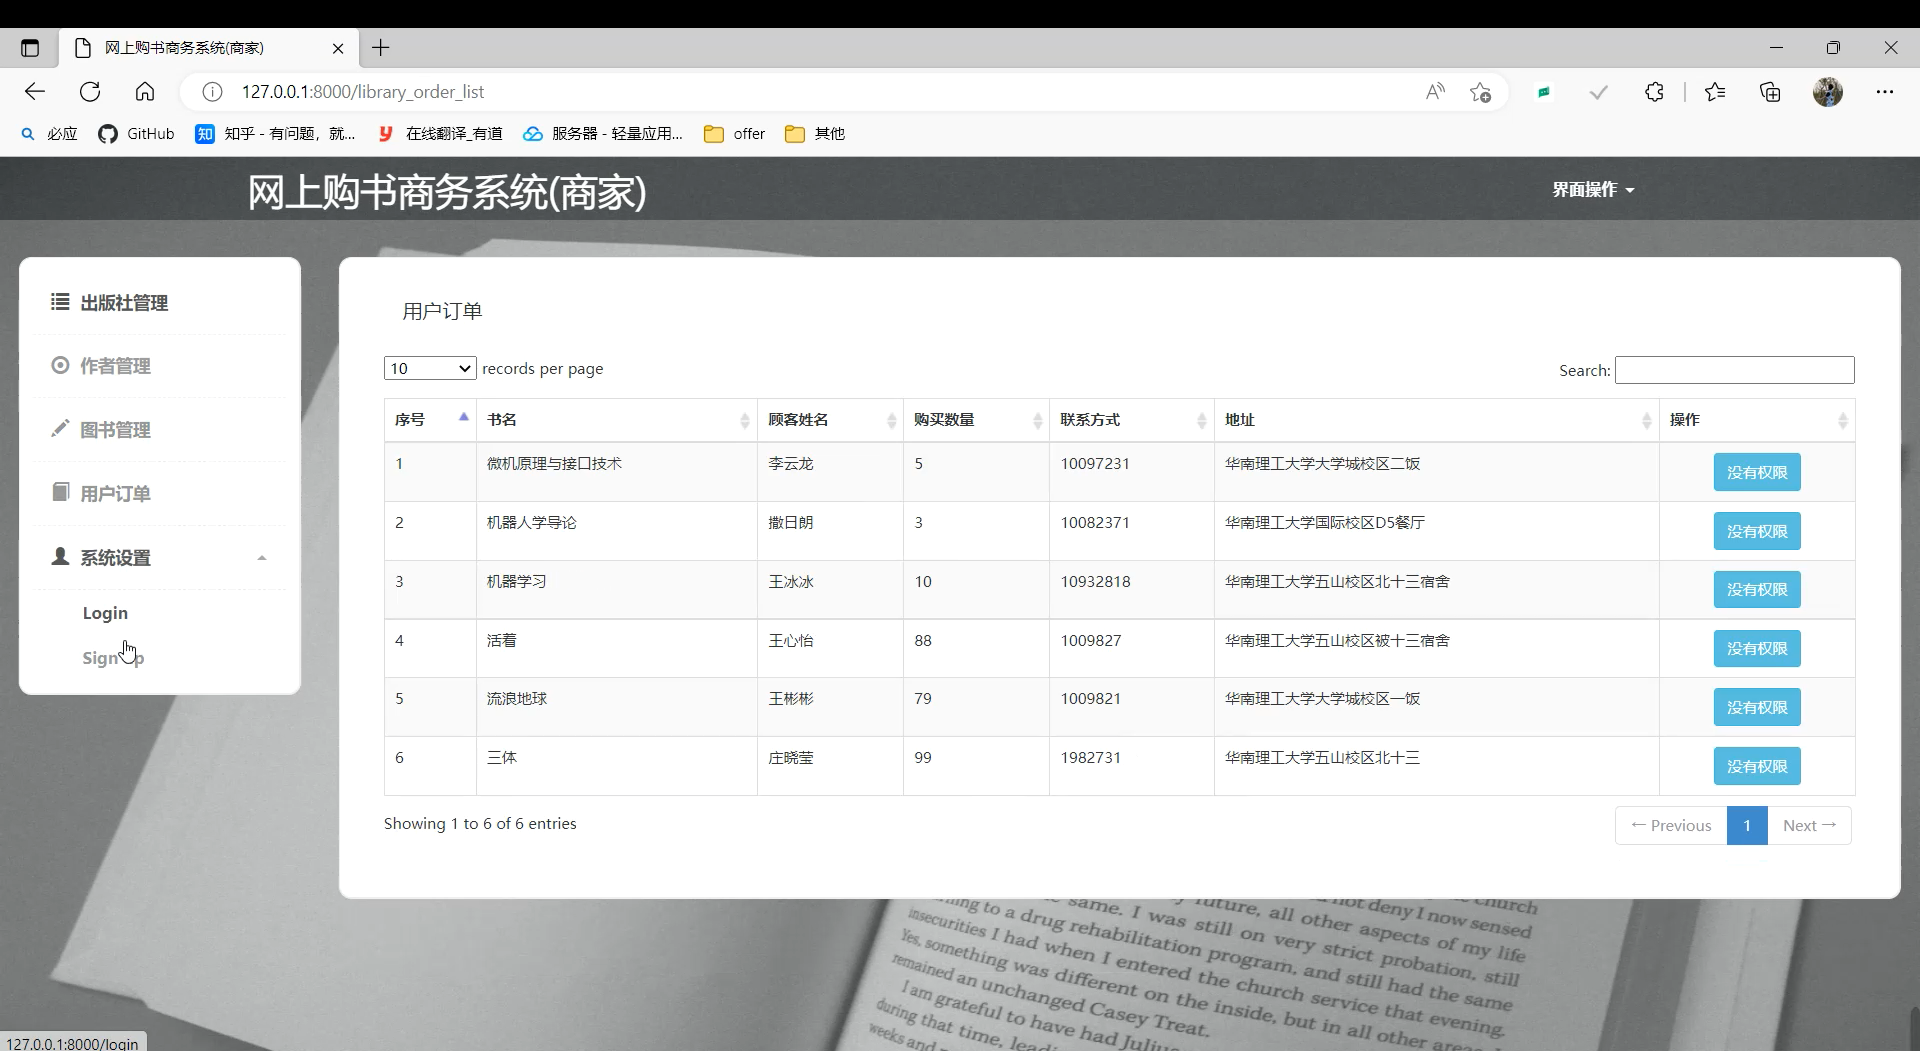 网上购书商务系统(商家)
127.0.0.1:8000/library_order_list
必应 GitHub 知 知乎 - 有问题，就... 在线翻译_有道 服务器 - 轻量应用... offer 其他
网上购书商务系统(商家) 界面操作
出版社管理
作者管理
图书管理
用户订单
系统设置
Login
Sign p
用户订单
10 records per page Search:
序号 书名 顾客姓名 购买数量 联系方式 地址 操作
1 微机原理与接口技术 李云龙 5 10097231 华南理工大学大学城校区二饭 没有权限
2 机器人学导论 撒日朗 3 10082371 华南理工大学国际校区D5餐厅 没有权限
3 机器学习 王冰冰 10 10932818 华南理工大学五山校区北十三宿舍 没有权限
4 活着 王心怡 88 1009827 华南理工大学五山校区被十三宿舍 没有权限
5 流浪地球 王彬彬 79 1009821 华南理工大学大学城校区一饭 没有权限
6 三体 庄晓莹 99 1982731 华南理工大学五山校区北十三 没有权限
Showing 1 to 6 of 6 entries ← Previous 1 Next →
church
same. I was future, all other not deny I now sensed
to a drug rehabilitation still on very strict aspects of my life
insecurities I had when I program, and probation, still
Yes, something was different entered the church still had the same
remained an unchanged Casey on the inside, but service that evening.
I am grateful to have had Treat. in all other
during that time,
weeks and
127.0.0.1:8000/login